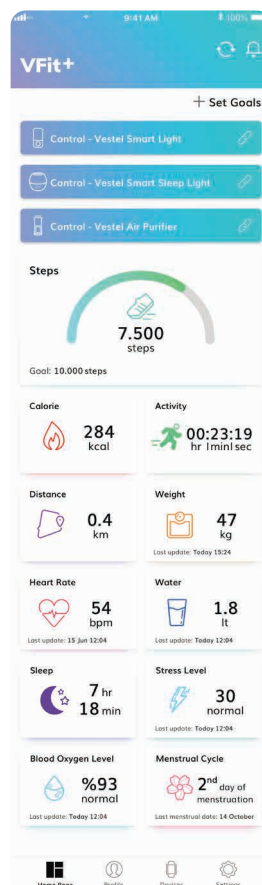 9:41 AM
100%
VFit+
+ Set Goals
Control - Vestel Smart Light
Control - Vestel Smart Sleep Light
Control - Vestel Air Purifier
Steps
7.500
steps
Goal: 10.000 steps
Calorie
284
kcal
Activity
00:23:19
hr |min| sec
Distance
0.4
km
Weight
47
kg
Last update: Today 15:24
Heart Rate
54
bpm
Last update: 15 Jun 12:04
Water
1.8
lt
Last update: Today 12:04
Sleep
7 hr
18 min
Stress Level
30
normal
Last update: Today 12:04
Blood Oxygen Level
%93
normal
Last update: Today 12:04
Menstrual Cycle
2nd day of
menstruation
Last menstrual date: 14 October
Home Page
Profile
Devices
Settings